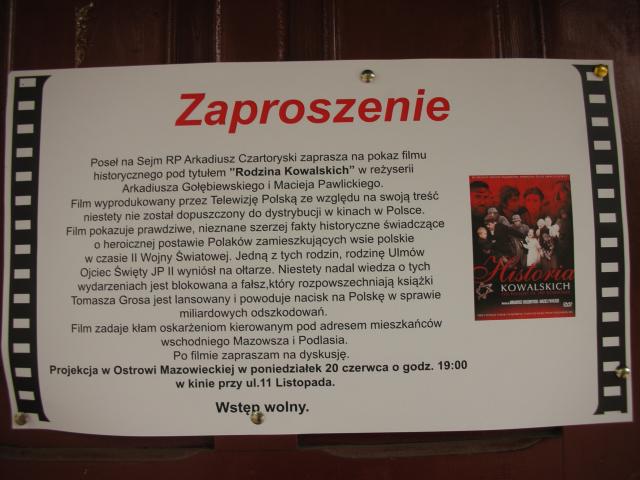 Zaproszenie
Poseł na Sejm RP Arkadiusz Czartoryski zaprasza na pokaz filmu
historycznego pod tytułem "Rodzina Kowalskich" w reżyserii
Arkadiusza Gołębiewskiego i Macieja Pawlickiego.
Film wyprodukowany przez Telewizję Polską ze względu na swoją treść
niestety nie został dopuszczony do dystrybucji w kinach w Polsce.
Film pokazuje prawdziwe, nieznane szerzej fakty historyczne świadczące
o heroicznej postawie Polaków zamieszkujących wsie polskie
w czasie II Wojny Światowej. Jedną z tych rodzin, rodzinę Ulmów
Ojciec Święty JP II wyniósł na ołtarze. Niestety nadal wiedza o tych
wydarzeniach jest blokowana a fałsz,który rozpowszechniają książki
Tomasza Grosa jest lansowany i powoduje nacisk na Polskę w sprawie
miliardowych odszkodowań.
Film zadaje kłam oskarżeniom kierowanym pod adresem mieszkańców
wschodniego Mazowsza i Podlasia.
Po filmie zapraszam na dyskusję.
Projekcja w Ostrowi Mazowieckiej w poniedziałek 20 czerwca o godz. 19:00
w kinie przy ul.11 Listopada.
Wstęp wolny.
Historia
KOWALSKICH